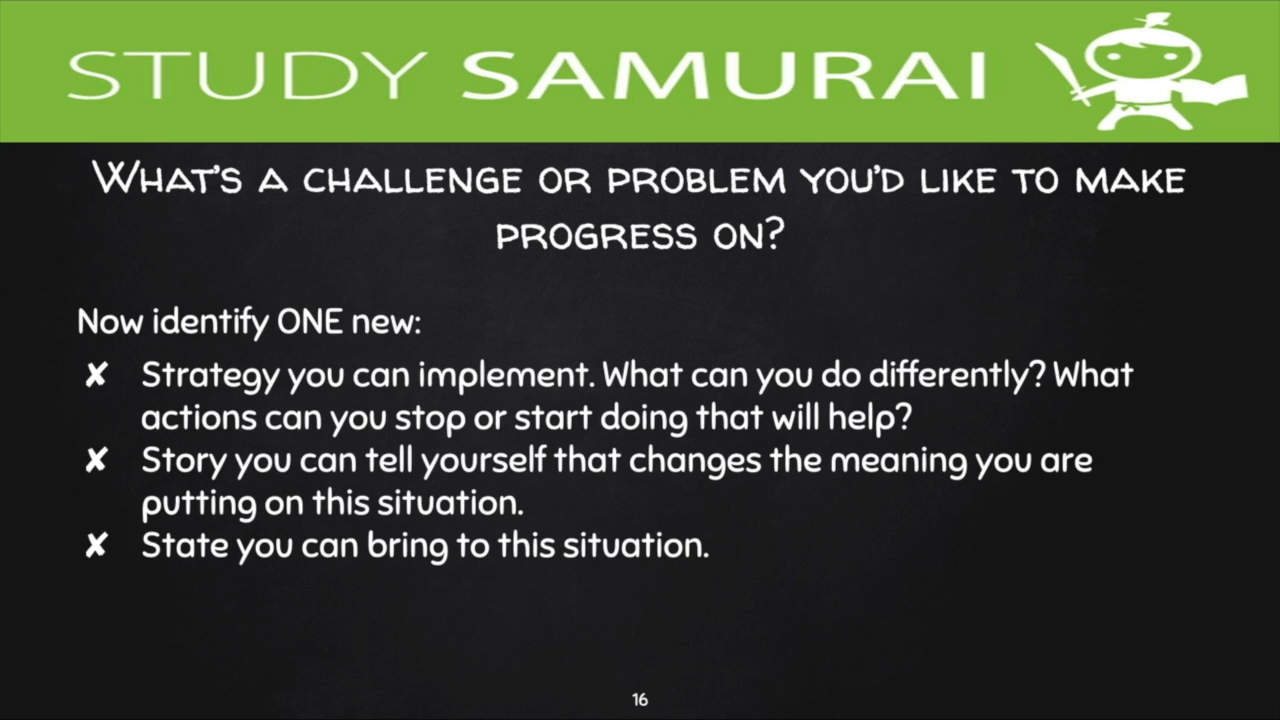 STUDY SAMURAI
What's a challenge or problem you'd like to make
progress on?
Now identify ONE new:
✘ Strategy you can implement. What can you do differently? What
actions can you stop or start doing that will help?
✘ Story you can tell yourself that changes the meaning you are
putting on this situation.
✘ State you can bring to this situation.
16